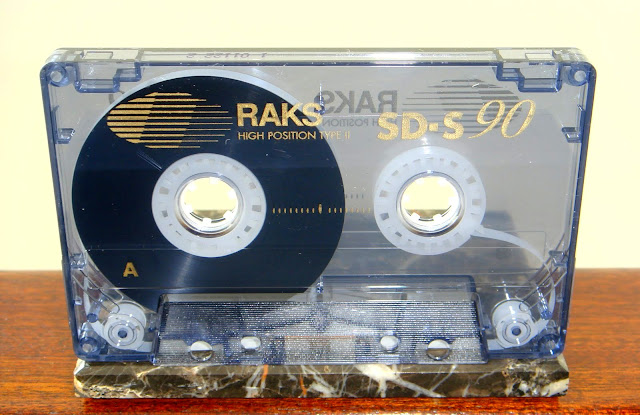 RAKS
HIGH POSITION TYPE II
SD-S 90
A